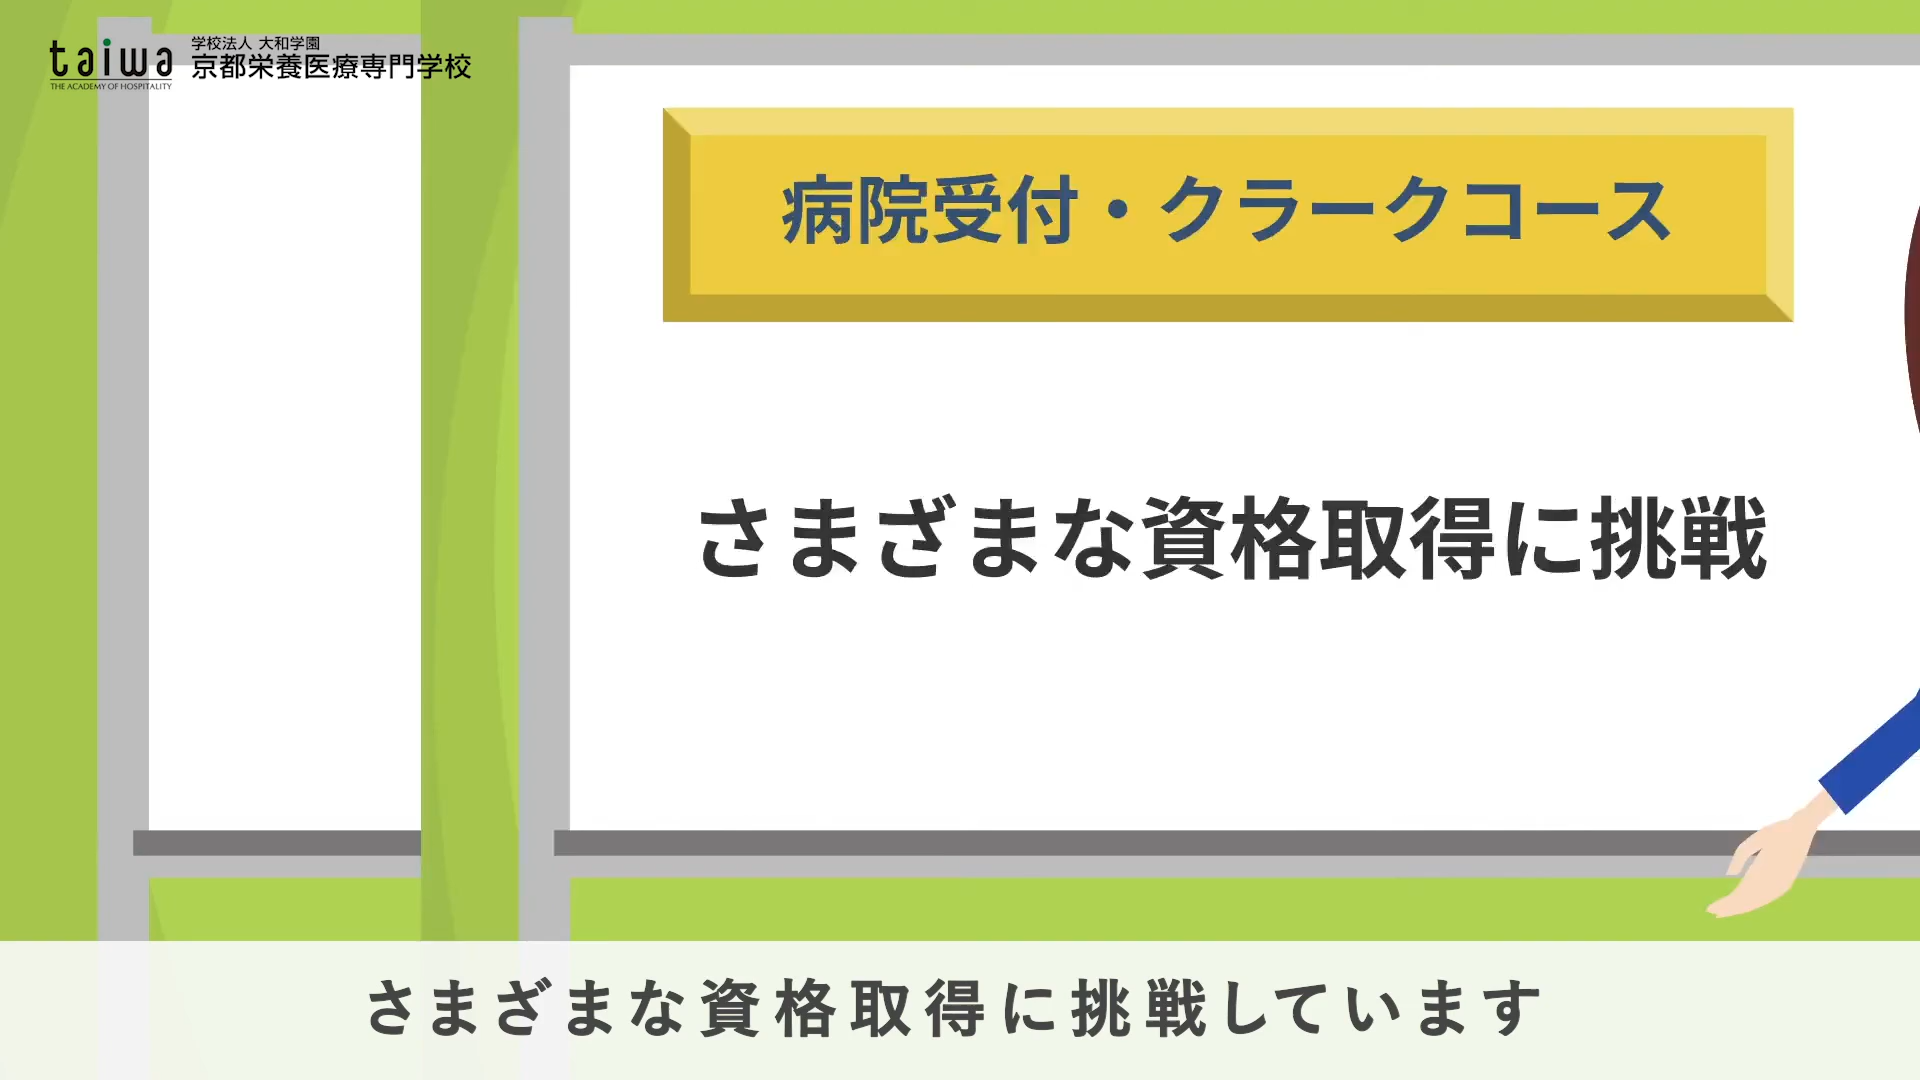 taiwa
THE ACADEMY OF HOSPITALITY
学校法人 大和学園
京都栄養医療専門学校
病院受付・クラークコース
さまざまな資格取得に挑戦
さまざまな資格取得に挑戦しています